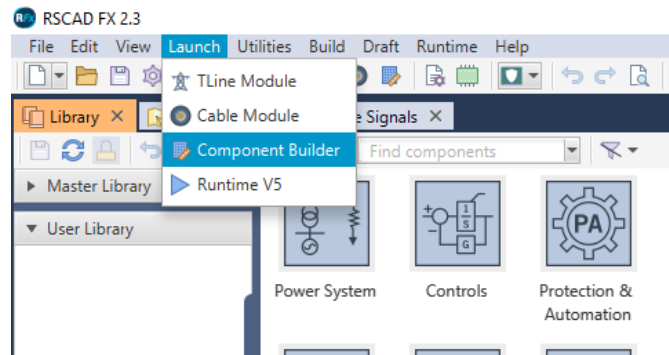 RSCAD FX 2.3
File Edit View Launch Utilities Build Draft Runtime Help
TLine Module
Library
Cable Module
e Signals
Component Builder
Find components
Master Library
Runtime V5
User Library
1
S
G
PA
Power System
Controls
Protection &
Automation